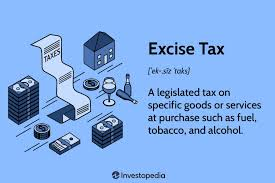 TAXES
Excise Tax
['ek-ˌsīz 'taks]
A legislated tax on
specific goods or services
at purchase such as fuel,
tobacco, and alcohol.
Investopedia